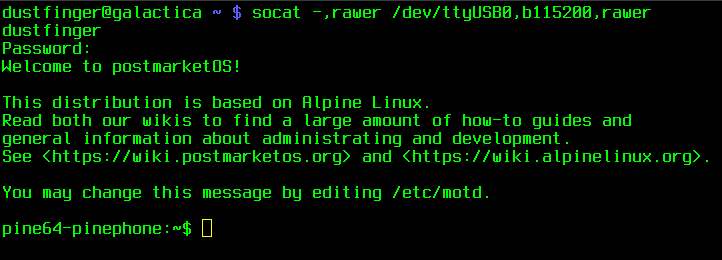 dustfinger@galactica ~ $ socat -,rawer /dev/ttyUSB0,b115200,rawer
dustfinger
Password:
Welcome to postmarketOS!
This distribution is based on Alpine Linux.
Read both our wikis to find a large amount of how-to guides and
general information about administrating and development.
See <https://wiki.postmarketos.org> and <https://wiki.alpinelinux.org>.
You may change this message by editing /etc/motd.
pine64-pinephone:~$